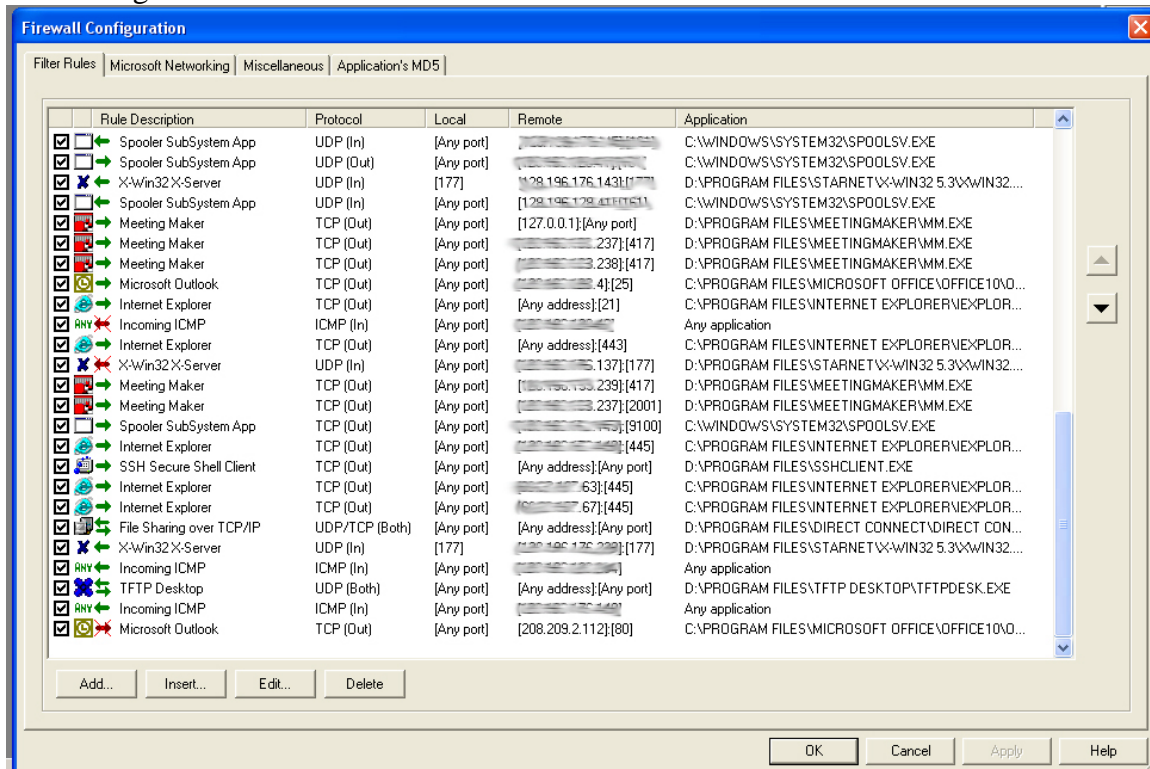 Firewall Configuration
Filter Rules Microsoft Networking Miscellaneous Application's MD5
Rule Description Protocol Local Remote Application
Spooler SubSystem App UDP (In) [Any port] C:\WINDOWS\SYSTEM32\SPOOLSV.EXE
Spooler SubSystem App UDP (Out) [Any port] C:\WINDOWS\SYSTEM32\SPOOLSV.EXE
X-Win32 X-Server UDP (In) [177] [128.196.176.143]: D:\PROGRAM FILES\STARNET\X-WIN32 5.3\XWIN32....
Spooler SubSystem App UDP (In) [Any port] C:\WINDOWS\SYSTEM32\SPOOLSV.EXE
Meeting Maker TCP (Out) [Any port] [127.0.0.1]:[Any port] D:\PROGRAM FILES\MEETINGMAKER\MM.EXE
Meeting Maker TCP (Out) [Any port] .237]:[417] D:\PROGRAM FILES\MEETINGMAKER\MM.EXE
Meeting Maker TCP (Out) [Any port] .238]:[417] D:\PROGRAM FILES\MEETINGMAKER\MM.EXE
Microsoft Outlook TCP (Out) [Any port] .4]:[25] C:\PROGRAM FILES\MICROSOFT OFFICE\OFFICE10\O...
Internet Explorer TCP (Out) [Any port] [Any address]:[21] C:\PROGRAM FILES\INTERNET EXPLORER\IEXPLOR...
ANY Incoming ICMP ICMP (In) [Any port] Any application
Internet Explorer TCP (Out) [Any port] [Any address]:[443] C:\PROGRAM FILES\INTERNET EXPLORER\IEXPLOR...
X-Win32 X-Server UDP (In) [Any port] .137]:[177] D:\PROGRAM FILES\STARNET\X-WIN32 5.3\XWIN32....
Meeting Maker TCP (Out) [Any port] .239]:[417] D:\PROGRAM FILES\MEETINGMAKER\MM.EXE
Meeting Maker TCP (Out) [Any port] .237]:[2001] D:\PROGRAM FILES\MEETINGMAKER\MM.EXE
Spooler SubSystem App TCP (Out) [Any port] :[9100] C:\WINDOWS\SYSTEM32\SPOOLSV.EXE
Internet Explorer TCP (Out) [Any port] :[445] C:\PROGRAM FILES\INTERNET EXPLORER\IEXPLOR...
SSH Secure Shell Client TCP (Out) [Any port] [Any address]:[Any port] D:\PROGRAM FILES\SSHCLIENT.EXE
Internet Explorer TCP (Out) [Any port] .63]:[445] C:\PROGRAM FILES\INTERNET EXPLORER\IEXPLOR...
Internet Explorer TCP (Out) [Any port] .67]:[445] C:\PROGRAM FILES\INTERNET EXPLORER\IEXPLOR...
File Sharing over TCP/IP UDP/TCP (Both) [Any port] [Any address]:[Any port] D:\PROGRAM FILES\DIRECT CONNECT\DIRECT CON...
X-Win32 X-Server UDP (In) [177] :[177] D:\PROGRAM FILES\STARNET\X-WIN32 5.3\XWIN32....
ANY Incoming ICMP ICMP (In) [Any port] Any application
TFTP Desktop UDP (Both) [Any port] [Any address]:[Any port] D:\PROGRAM FILES\TFTP DESKTOP\TFTPDESK.EXE
ANY Incoming ICMP ICMP (In) [Any port] Any application
Microsoft Outlook TCP (Out) [Any port] [208.209.2.112]:[80] C:\PROGRAM FILES\MICROSOFT OFFICE\OFFICE10\O...
Add... Insert... Edit... Delete
OK Cancel Apply Help